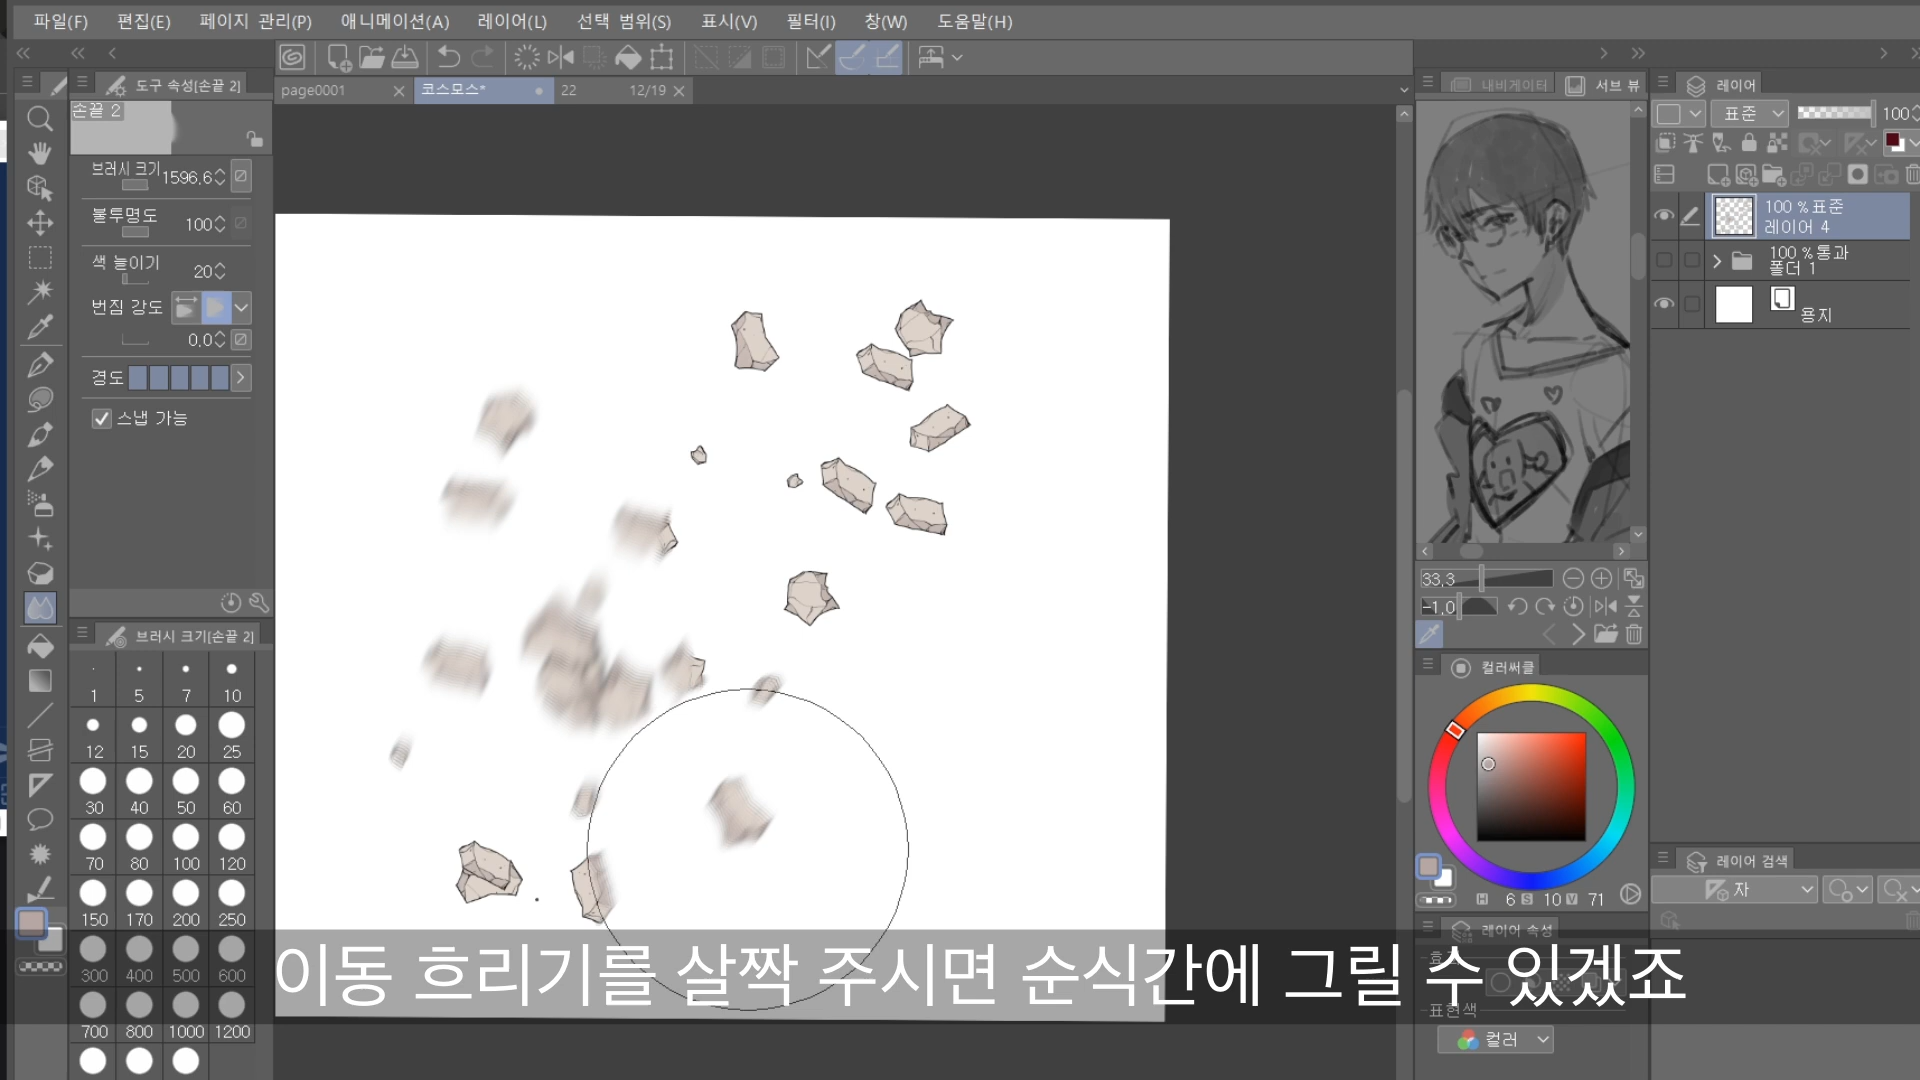 파일(F) 편집(E) 페이지 관리(P) 애니메이션(A) 레이어(L) 선택 범위(S) 표시(V) 필터(I) 창(W) 도움말(H)
도구 속성[손끝 2]
page0001 코스모스* 22 12/19
내비게이터 서브 뷰
레이어
손끝 2
브러시 크기 1596.6
불투명도 100
색 늘이기 20
번짐 강도
0.0
경도
스냅 가능
표준 100
100 %표준
레이어 4
100 %통과
폴더 1
용지
33.3
-1.0
브러시 크기[손끝 2]
1 5 7 10
12 15 20 25
30 40 50 60
70 80 100 120
150 170 200 250
300 400 500 600
700 800 1000 1200
컬러써클
H 6 S 10 V 71
레이어 검색
자
레이어 속성
이동 흐리기를 살짝 주시면 순식간에 그릴 수 있겠죠
표현색
컬러